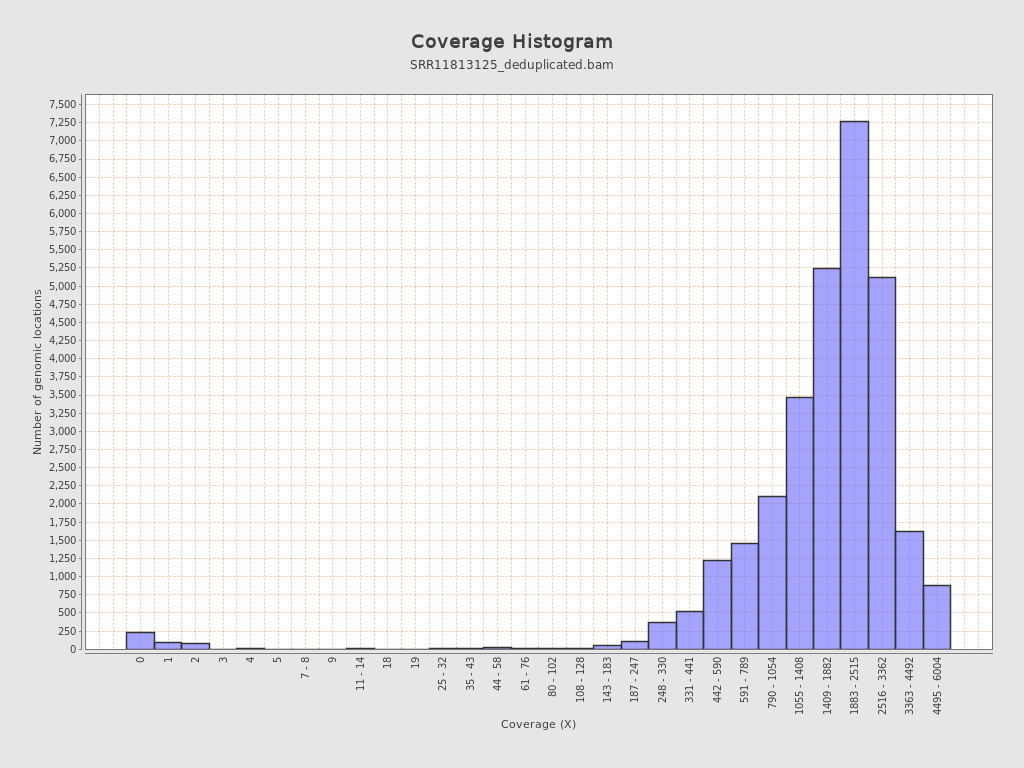 Coverage Histogram
SRR11813125_deduplicated.bam
Number of genomic locations
7,500
7,250
7,000
6,750
6,500
6,250
6,000
5,750
5,500
5,250
5,000
4,750
4,500
4,250
4,000
3,750
3,500
3,250
3,000
2,750
2,500
2,250
2,000
1,750
1,500
1,250
1,000
750
500
250
0
0
1
2
3
4
5
7 - 8
9
11 - 14
18
19
25 - 32
35 - 43
44 - 58
61 - 76
80 - 102
108 - 128
143 - 183
187 - 247
248 - 330
331 - 441
442 - 590
591 - 789
790 - 1054
1055 - 1408
1409 - 1882
1883 - 2515
2516 - 3362
3363 - 4492
4495 - 6004
Coverage (X)